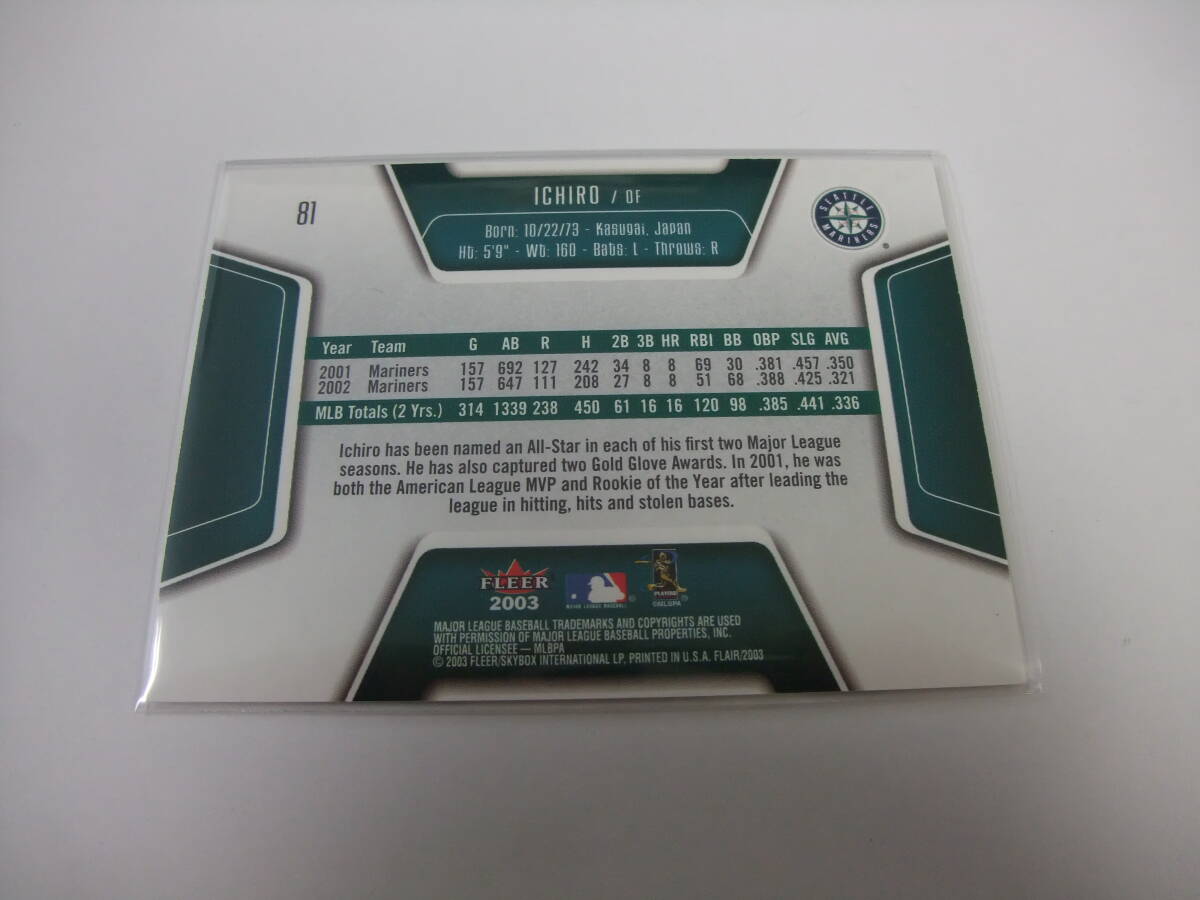 81
ICHIRO / OF
Born: 10/22/73 - Kasugai, Japan
Ht: 5'9" - Wt: 160 - Bats: L - Throws: R
SEATTLE MARINERS ®
Year Team G AB R H 2B 3B HR RBI BB OBP SLG AVG
2001 Mariners 157 692 127 242 34 8 8 69 30 .381 .457 .350
2002 Mariners 157 647 111 208 27 8 8 51 68 .388 .425 .321
MLB Totals (2 Yrs.) 314 1339 238 450 61 16 16 120 98 .385 .441 .336
Ichiro has been named an All-Star in each of his first two Major League
seasons. He has also captured two Gold Glove Awards. In 2001, he was
both the American League MVP and Rookie of the Year after leading the
league in hitting, hits and stolen bases.
FLEER
2003
MAJOR LEAGUE BASEBALL
PLAYERS
©MLBPA
MAJOR LEAGUE BASEBALL TRADEMARKS AND COPYRIGHTS ARE USED
WITH PERMISSION OF MAJOR LEAGUE BASEBALL PROPERTIES, INC.
OFFICIAL LICENSEE — MLBPA
© 2003 FLEER/SKYBOX INTERNATIONAL LP. PRINTED IN U.S.A. FLAIR/2003